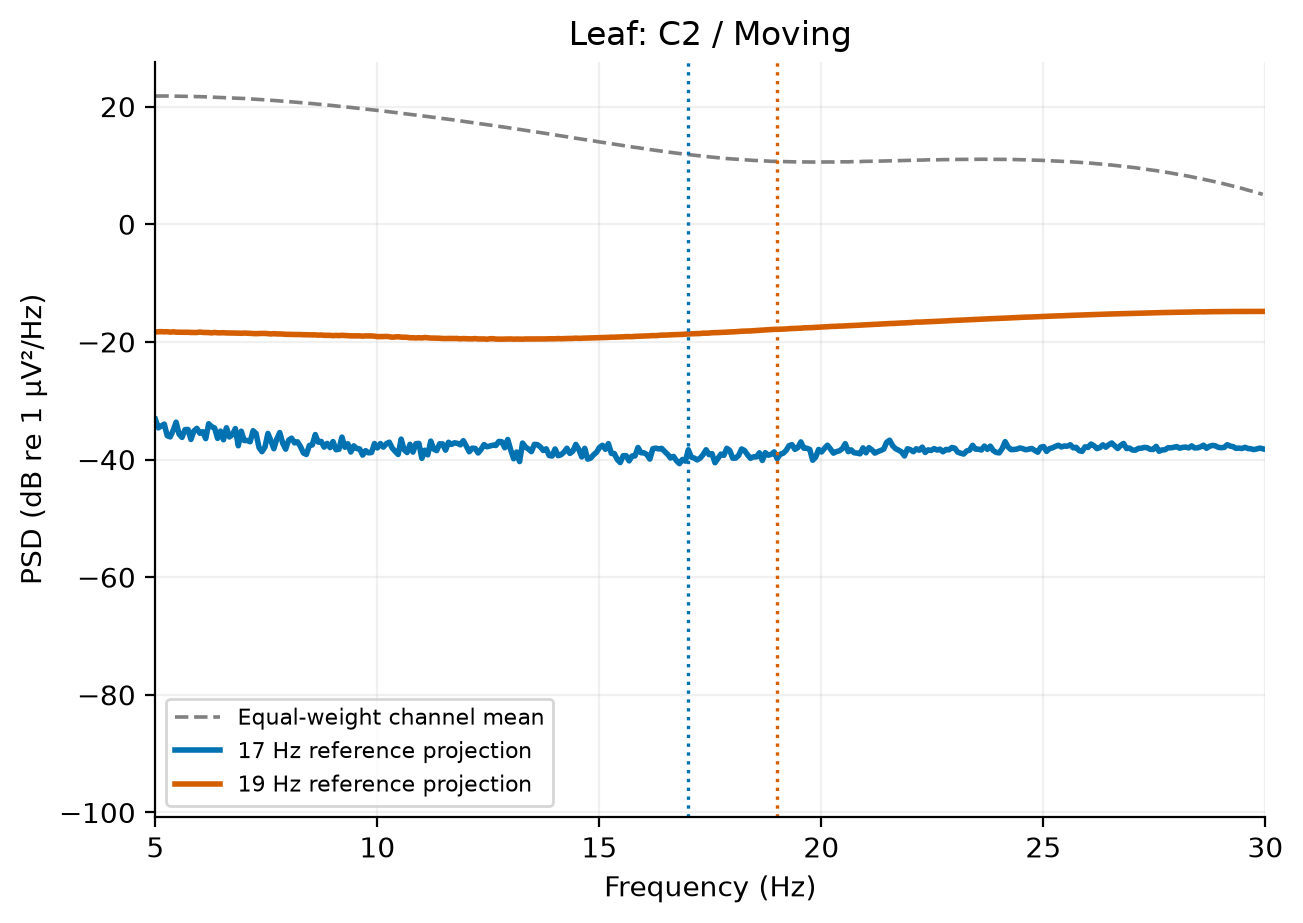 Leaf: C2 / Moving
PSD (dB re 1 µV²/Hz)
20
0
−20
−40
−60
−80
−100
Equal-weight channel mean
17 Hz reference projection
19 Hz reference projection
5 10 15 20 25 30
Frequency (Hz)